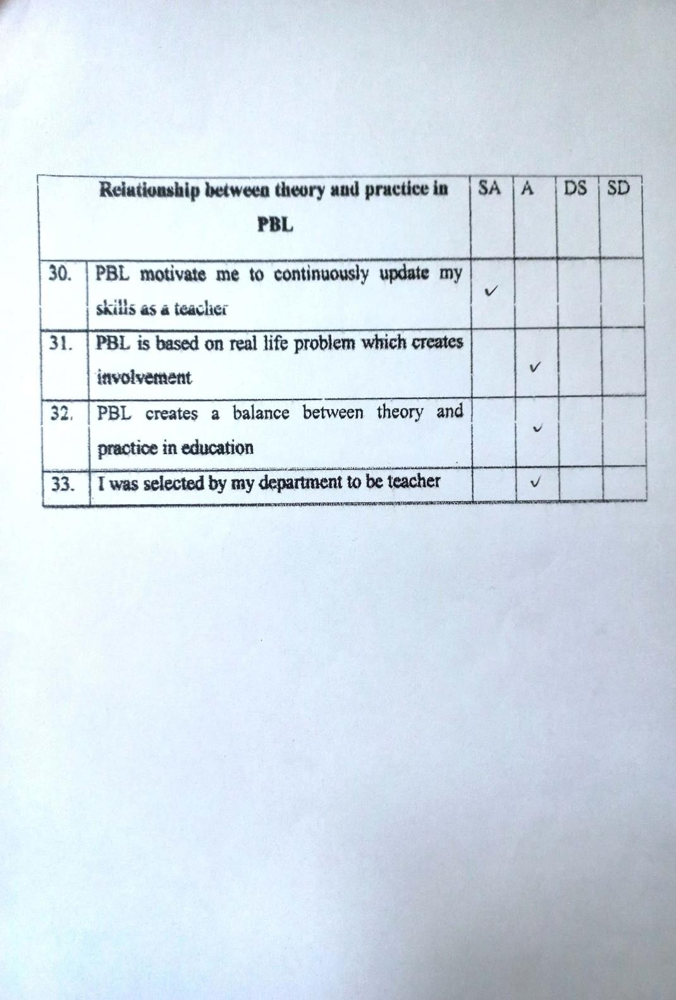 Relationship between theory and practice in SA A DS SD
PBL
30. PBL motivate me to continuously update my
✓
skills as a teacher
31. PBL is based on real life problem which creates
✓
involvement
32. PBL creates a balance between theory and
✓
practice in education
33. I was selected by my department to be teacher ✓